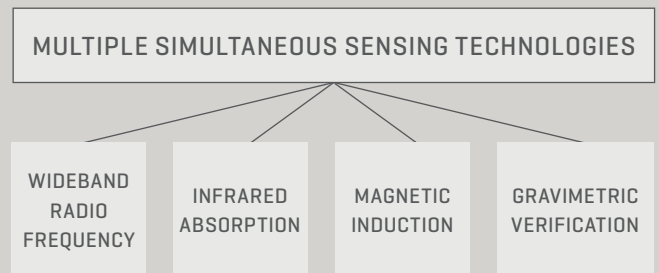 MULTIPLE SIMULTANEOUS SENSING TECHNOLOGIES
WIDEBAND
RADIO
FREQUENCY
INFRARED
ABSORPTION
MAGNETIC
INDUCTION
GRAVIMETRIC
VERIFICATION